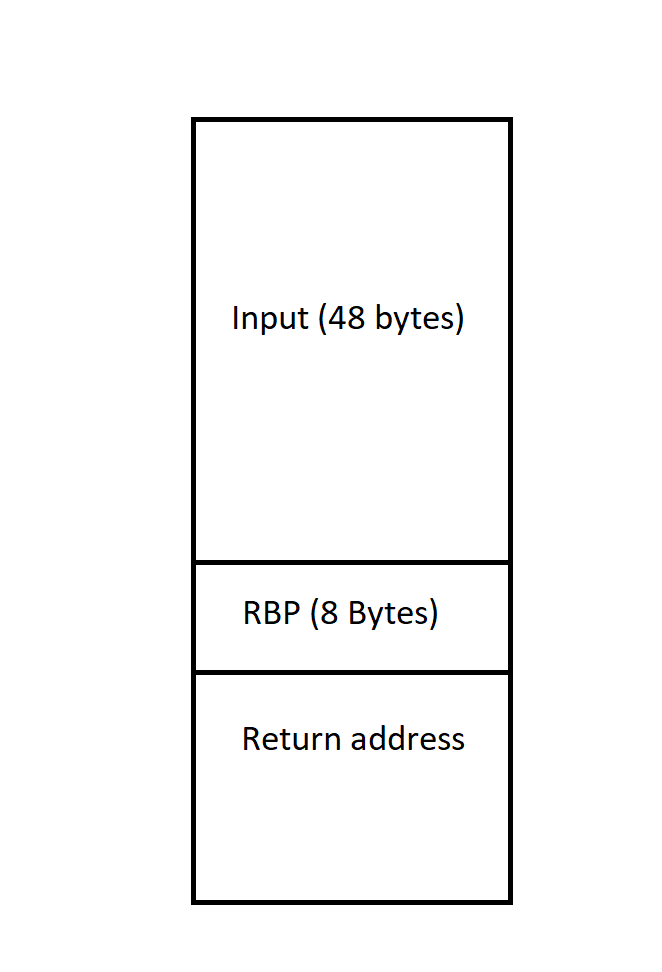 Input (48 bytes)
RBP (8 Bytes)
Return address